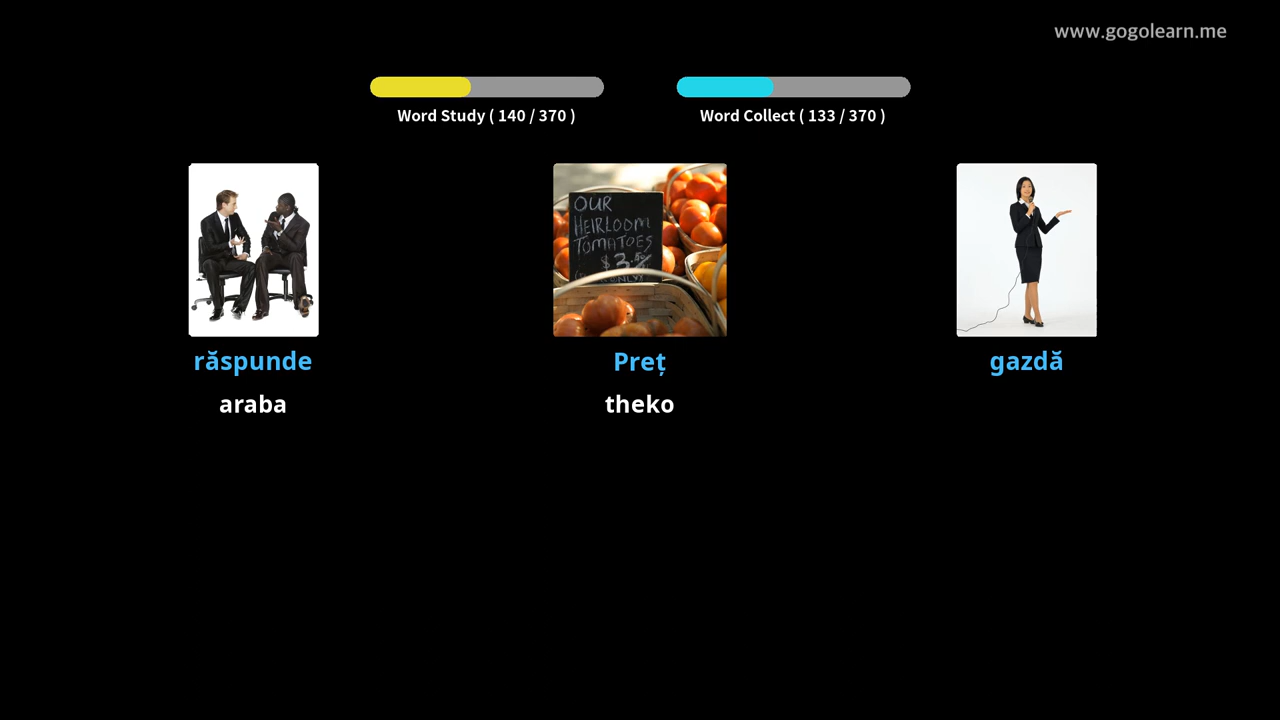 www.gogolearn.me
Word Study ( 140 / 370 )
Word Collect ( 133 / 370 )
OUR
HEIRLOOM
TOMATOES
răspunde
Preț
gazdă
araba
theko